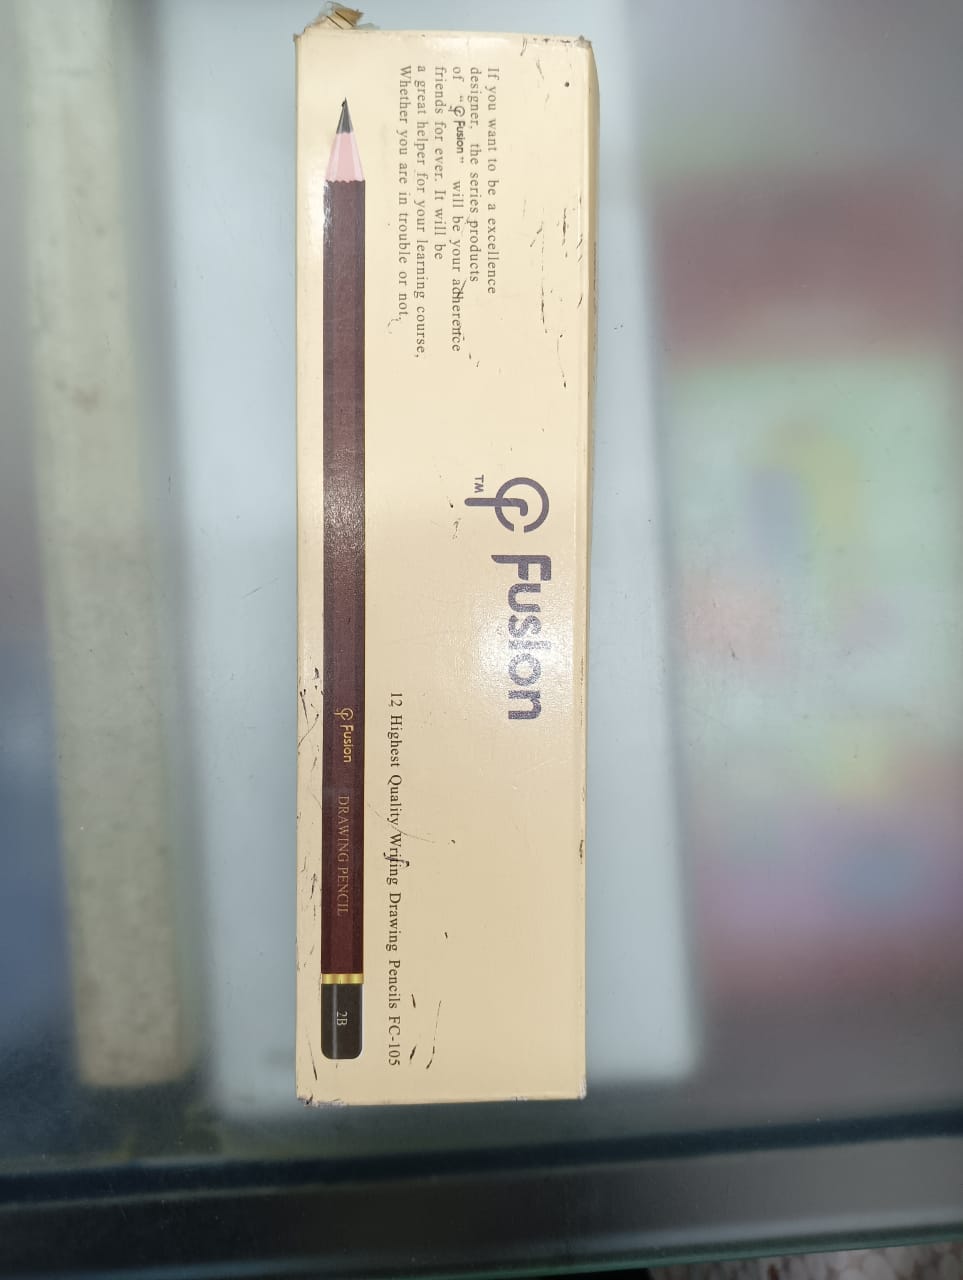 If you want to be a excellence
designer, the series products
of "Fusion" will be your adherence
friends for ever. It will be
a great helper for your learning course,
Whether you are in trouble or not,
TM
Fusion
12 Highest Quality Writing Drawing Pencils FC-105
Fusion DRAWING PENCIL 2B